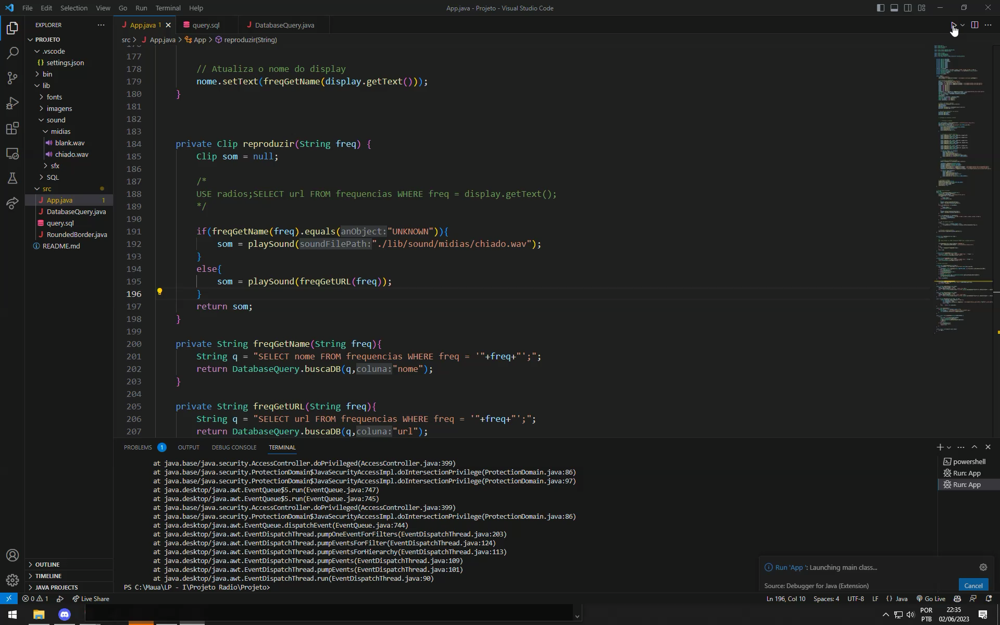 File Edit Selection View Go Run Terminal Help
App.java - Projeto - Visual Studio Code
EXPLORER
PROJETO
.vscode
settings.json
bin
lib
fonts
imagens
sound
midias
blank.wav
chiado.wav
sfx
SQL
src
App.java 1
DatabaseQuery.java
query.sql
RoundedBorder.java
README.md
OUTLINE
TIMELINE
JAVA PROJECTS
App.java 1
query.sql
DatabaseQuery.java
src > App.java > App > reproduzir(String)
177
178 // Atualiza o nome do display
179 nome.setText(freqGetName(display.getText()));
180 }
181
182
183
184 private Clip reproduzir(String freq) {
185 Clip som = null;
186
187 /*
188 USE radios;SELECT url FROM frequencias WHERE freq = display.getText();
189 */
190
191 if(freqGetName(freq).equals(anObject:"UNKNOWN")){
192 som = playSound(soundFilePath:"./lib/sound/midias/chiado.wav");
193 }
194 else{
195 som = playSound(freqGetURL(freq));
196 }
197 return som;
198 }
199
200 private String freqGetName(String freq){
201 String q = "SELECT nome FROM frequencias WHERE freq = '"+freq+"';";
202 return DatabaseQuery.buscaDB(q,coluna:"nome");
203 }
204
205 private String freqGetURL(String freq){
206 String q = "SELECT url FROM frequencias WHERE freq = '"+freq+"';";
207 return DatabaseQuery.buscaDB(q,coluna:"url");
PROBLEMS 1 OUTPUT DEBUG CONSOLE TERMINAL
at java.base/java.security.AccessController.doPrivileged(AccessController.java:399)
at java.base/java.security.ProtectionDomain$JavaSecurityAccessImpl.doIntersectionPrivilege(ProtectionDomain.java:86)
at java.base/java.security.ProtectionDomain$JavaSecurityAccessImpl.doIntersectionPrivilege(ProtectionDomain.java:97)
at java.desktop/java.awt.EventQueue$5.run(EventQueue.java:747)
at java.desktop/java.awt.EventQueue$5.run(EventQueue.java:745)
at java.base/java.security.AccessController.doPrivileged(AccessController.java:399)
at java.base/java.security.ProtectionDomain$JavaSecurityAccessImpl.doIntersectionPrivilege(ProtectionDomain.java:86)
at java.desktop/java.awt.EventQueue.dispatchEvent(EventQueue.java:744)
at java.desktop/java.awt.EventDispatchThread.pumpOneEventForFilters(EventDispatchThread.java:203)
at java.desktop/java.awt.EventDispatchThread.pumpEventsForFilter(EventDispatchThread.java:124)
at java.desktop/java.awt.EventDispatchThread.pumpEventsForHierarchy(EventDispatchThread.java:113)
at java.desktop/java.awt.EventDispatchThread.pumpEvents(EventDispatchThread.java:109)
at java.desktop/java.awt.EventDispatchThread.pumpEvents(EventDispatchThread.java:101)
at java.desktop/java.awt.EventDispatchThread.run(EventDispatchThread.java:90)
PS C:\Maua\LP - I\Projeto Radio\Projeto>
powershell
Run: App
Run: App
Run 'App ': Launching main class...
Source: Debugger for Java (Extension)
Cancel
0 1 Live Share
Ln 196, Col 10 Spaces: 4 UTF-8 LF {} Java Go Live
POR
PTB
22:35
02/06/2023